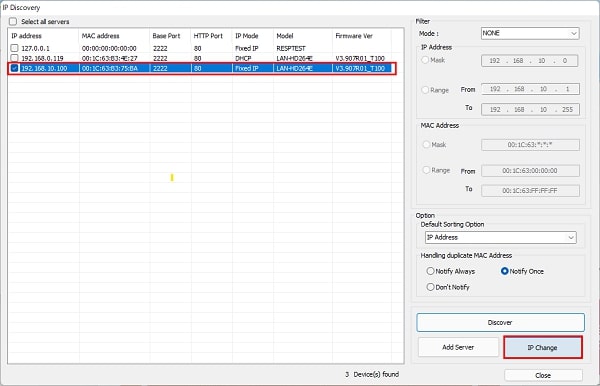 IP Discovery
Select all servers
IP address MAC address Base Port HTTP Port IP Mode Model Firmware Ver
127.0.0.1 00:00:00:00:00:00 2222 80 Fixed IP RESPTEST
192.168.0.119 00:1C:63:B3:4E:27 2222 80 DHCP LAN-HD264E V3.907R01_T100
192.168.10.100 00:1C:63:B3:75:BA 2222 80 Fixed IP LAN-HD264E V3.907R01_T100
3 Device(s) found
Filter
Mode : NONE
IP Address
Mask 192 . 168 . 10 . 0
Range From 192 . 168 . 10 . 1
To 192 . 168 . 10 . 255
MAC Address
Mask 00:1C:63:*:*:*
Range From 00:1C:63:00:00:00
To 00:1C:63:FF:FF:FF
Option
Default Sorting Option
IP Address
Handling duplicate MAC Address
Notify Always Notify Once
Don't Notify
Discover
Add Server IP Change
Close